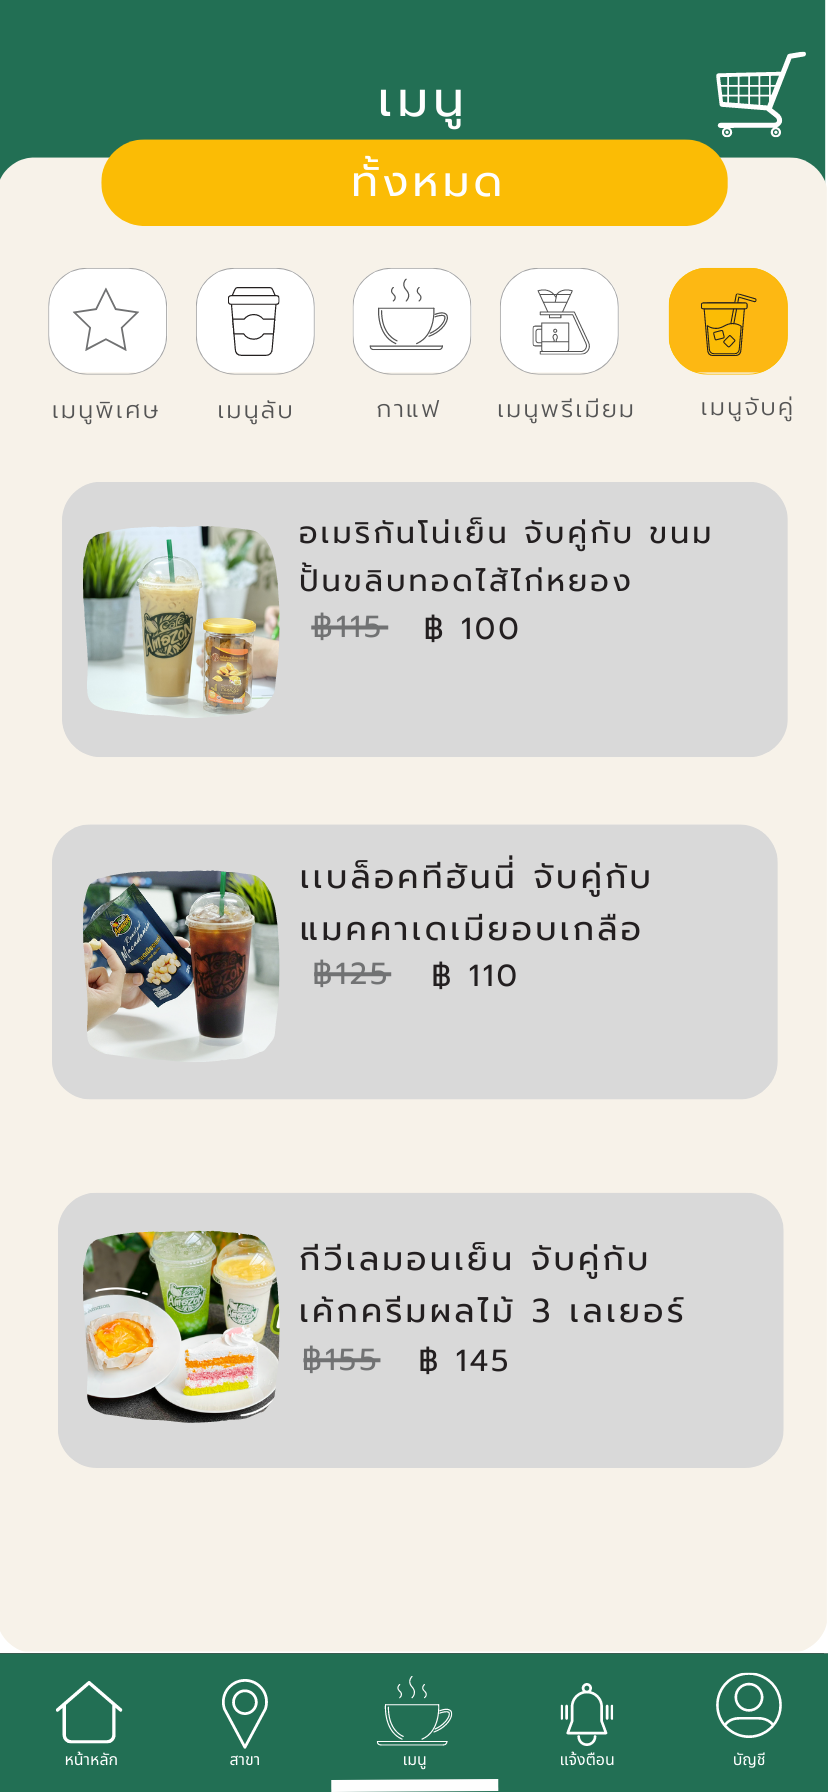 เมนู
ทั้งหมด
เมนูพิเศษ
เมนูลับ
กาแฟ
เมนูพรีเมียม
เมนูจับคู่
อเมริกันโน่เย็น จับคู่กับ ขนม
ปั้นขลิบทอดไส้ไก่หยอง
฿115 ฿ 100
Café
Amazon
แบล็อคทีฮันนี่ จับคู่กับ
แมคคาเดเมียอบเกลือ
฿125 ฿ 110
Macadamia
Amazon
กีวีเลมอนเย็น จับคู่กับ
เค้กครีมผลไม้ 3 เลเยอร์
฿155 ฿ 145
Amazon
Amazon
หน้าหลัก
สาขา
เมนู
แจ้งตือน
บัญชี